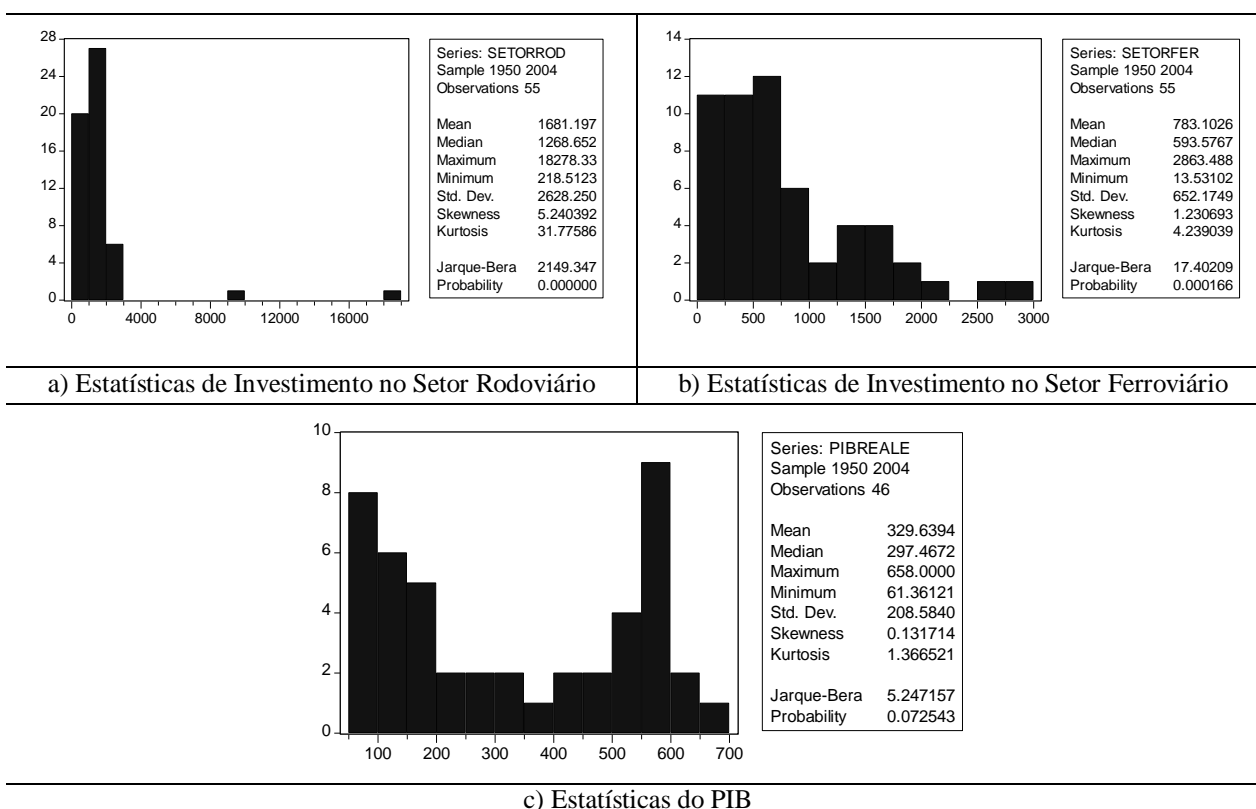 28
24
20
16
12
8
4
0
0 4000 8000 12000 16000
Series: SETORROD
Sample 1950 2004
Observations 55
Mean 1681.197
Median 1268.652
Maximum 18278.33
Minimum 218.5123
Std. Dev. 2628.250
Skewness 5.240392
Kurtosis 31.77586
Jarque-Bera 2149.347
Probability 0.000000
14
12
10
8
6
4
2
0
0 500 1000 1500 2000 2500 3000
Series: SETORFER
Sample 1950 2004
Observations 55
Mean 783.1026
Median 593.5767
Maximum 2863.488
Minimum 13.53102
Std. Dev. 652.1749
Skewness 1.230693
Kurtosis 4.239039
Jarque-Bera 17.40209
Probability 0.000166
a) Estatísticas de Investimento no Setor Rodoviário
b) Estatísticas de Investimento no Setor Ferroviário
10
8
6
4
2
0
100 200 300 400 500 600 700
Series: PIBREALE
Sample 1950 2004
Observations 46
Mean 329.6394
Median 297.4672
Maximum 658.0000
Minimum 61.36121
Std. Dev. 208.5840
Skewness 0.131714
Kurtosis 1.366521
Jarque-Bera 5.247157
Probability 0.072543
c) Estatísticas do PIB